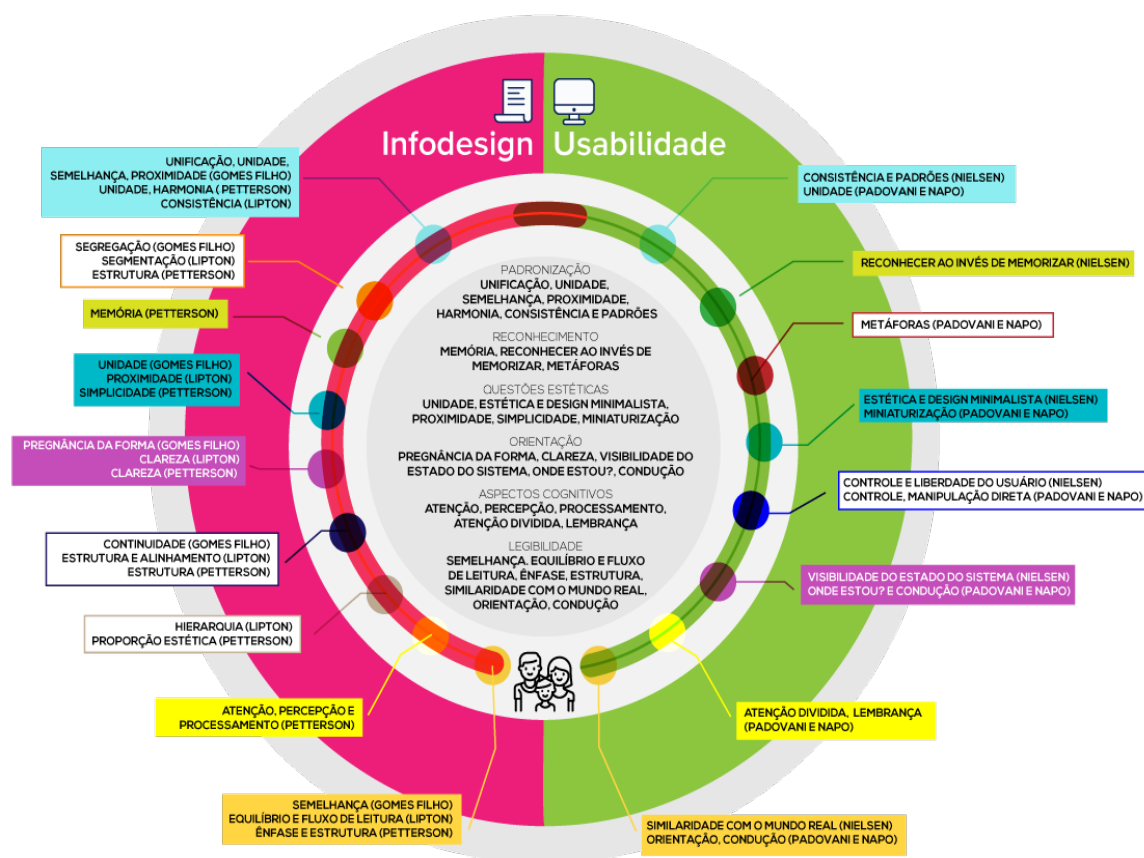 Infodesign
Usabilidade
UNIFICAÇÃO, UNIDADE,
SEMELHANÇA, PROXIMIDADE (GOMES FILHO)
UNIDADE, HARMONIA ( PETTERSON)
CONSISTÊNCIA (LIPTON)
SEGREGAÇÃO (GOMES FILHO)
SEGMENTAÇÃO (LIPTON)
ESTRUTURA (PETTERSON)
MEMÓRIA (PETTERSON)
UNIDADE (GOMES FILHO)
PROXIMIDADE (LIPTON)
SIMPLICIDADE (PETTERSON)
PREGNÂNCIA DA FORMA (GOMES FILHO)
CLAREZA (LIPTON)
CLAREZA (PETTERSON)
CONTINUIDADE (GOMES FILHO)
ESTRUTURA E ALINHAMENTO (LIPTON)
ESTRUTURA (PETTERSON)
HIERARQUIA (LIPTON)
PROPORÇÃO ESTÉTICA (PETTERSON)
ATENÇÃO, PERCEPÇÃO E
PROCESSAMENTO (PETTERSON)
SEMELHANÇA (GOMES FILHO)
EQUILÍBRIO E FLUXO DE LEITURA (LIPTON)
ÊNFASE E ESTRUTURA (PETTERSON)
PADRONIZAÇÃO
UNIFICAÇÃO, UNIDADE,
SEMELHANÇA, PROXIMIDADE,
HARMONIA, CONSISTÊNCIA E PADRÕES
RECONHECIMENTO
MEMÓRIA, RECONHECER AO INVÉS DE
MEMORIZAR, METÁFORAS
QUESTÕES ESTÉTICAS
UNIDADE, ESTÉTICA E DESIGN MINIMALISTA,
PROXIMIDADE, SIMPLICIDADE, MINIATURIZAÇÃO
ORIENTAÇÃO
PREGNÂNCIA DA FORMA, CLAREZA, VISIBILIDADE DO
ESTADO DO SISTEMA, ONDE ESTOU?, CONDUÇÃO
ASPECTOS COGNITIVOS
ATENÇÃO, PERCEPÇÃO, PROCESSAMENTO,
ATENÇÃO DIVIDIDA, LEMBRANÇA
LEGIBILIDADE
SEMELHANÇA. EQUILÍBRIO E FLUXO
DE LEITURA, ÊNFASE, ESTRUTURA,
SIMILARIDADE COM O MUNDO REAL,
ORIENTAÇÃO, CONDUÇÃO
CONSISTÊNCIA E PADRÕES (NIELSEN)
UNIDADE (PADOVANI E NAPO)
RECONHECER AO INVÉS DE MEMORIZAR (NIELSEN)
METÁFORAS (PADOVANI E NAPO)
ESTÉTICA E DESIGN MINIMALISTA (NIELSEN)
MINIATURIZAÇÃO (PADOVANI E NAPO)
CONTROLE E LIBERDADE DO USUÁRIO (NIELSEN)
CONTROLE, MANIPULAÇÃO DIRETA (PADOVANI E NAPO)
VISIBILIDADE DO ESTADO DO SISTEMA (NIELSEN)
ONDE ESTOU? E CONDUÇÃO (PADOVANI E NAPO)
ATENÇÃO DIVIDIDA, LEMBRANÇA
(PADOVANI E NAPO)
SIMILARIDADE COM O MUNDO REAL (NIELSEN)
ORIENTAÇÃO, CONDUÇÃO (PADOVANI E NAPO)